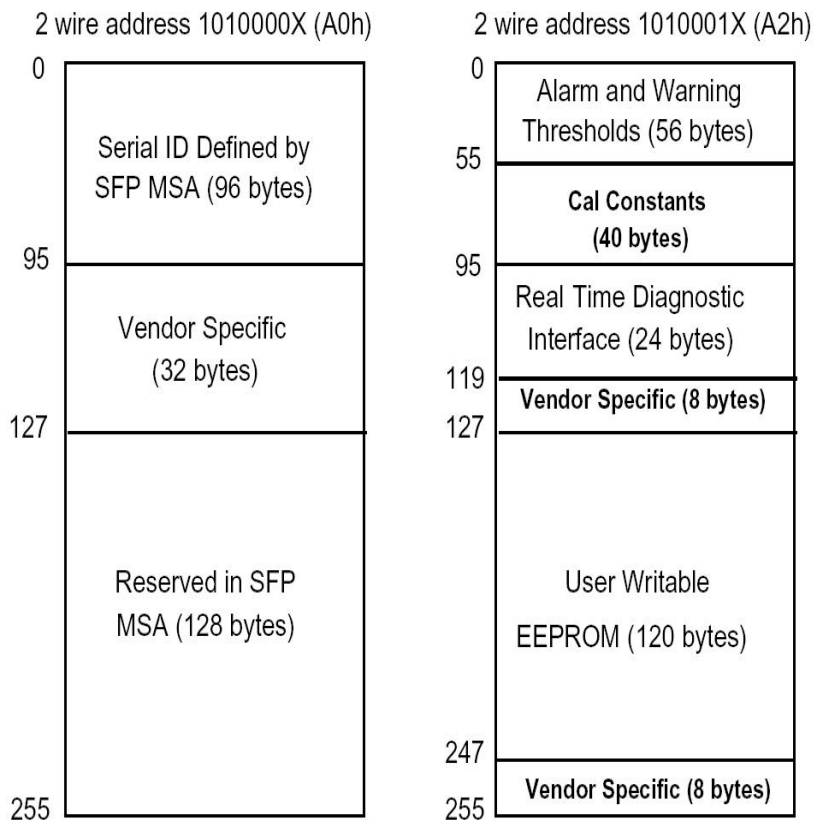 2 wire address 1010000X (A0h)
0
Serial ID Defined by
SFP MSA (96 bytes)
95
Vendor Specific
(32 bytes)
127
Reserved in SFP
MSA (128 bytes)
255
2 wire address 1010001X (A2h)
0
Alarm and Warning
Thresholds (56 bytes)
55
Cal Constants
(40 bytes)
95
Real Time Diagnostic
Interface (24 bytes)
119
Vendor Specific (8 bytes)
127
User Writable
EEPROM (120 bytes)
247
Vendor Specific (8 bytes)
255